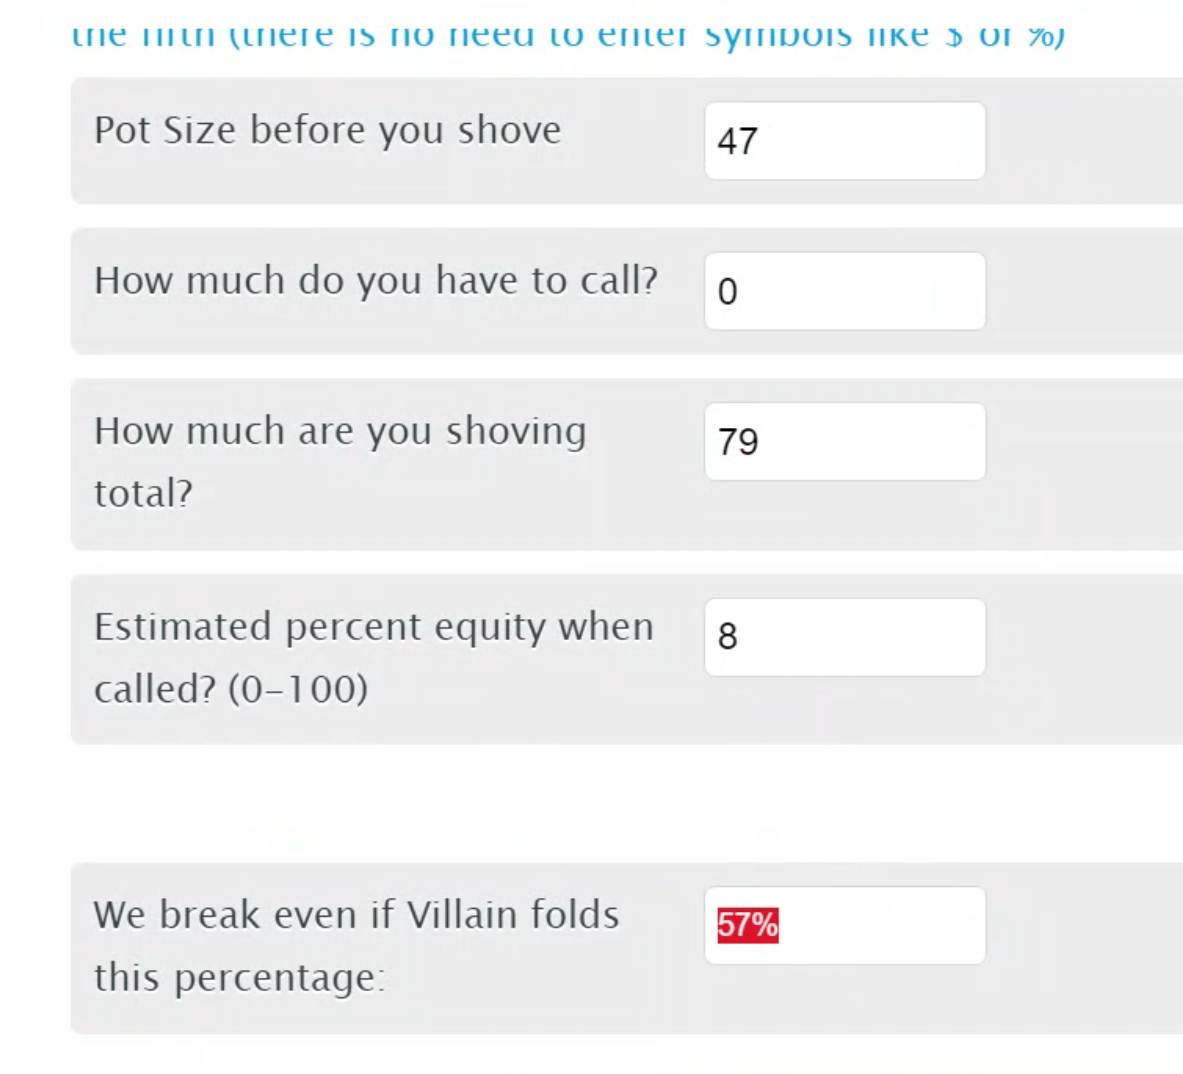 the fifth (there is no need to enter symbols like $ or %)
Pot Size before you shove
47
How much do you have to call?
0
How much are you shoving
total?
79
Estimated percent equity when
called? (0-100)
8
We break even if Villain folds
this percentage:
57%